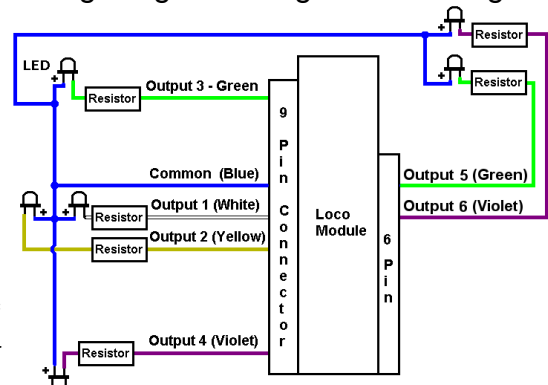 Resistor
LED
+
Resistor
+
Output 3 - Green
Resistor
9 Pin Connector
Common (Blue)
Output 5 (Green)
Output 1 (White)
Output 6 (Violet)
+ +
Resistor
Loco
Module
Output 2 (Yellow)
Resistor
6 Pin
Output 4 (Violet)
Resistor
+